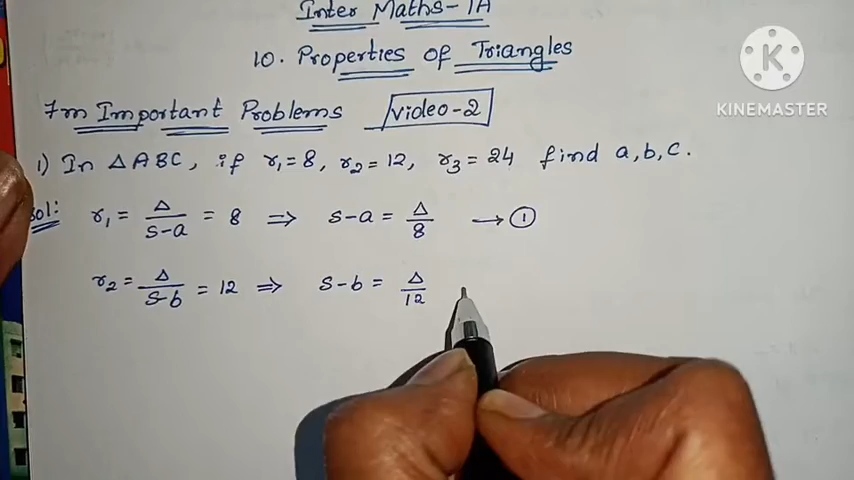 Inter Maths-1A
10. Properties of Triangles
7m Important Problems video-2
1) In △ABC, if r₁=8, r₂=12, r₃=24 find a,b,c.
sol: r₁= △/s-a = 8 ⇒ s-a = △/8 → ①
r₂= △/s-b = 12 ⇒ s-b = △/12
K
KINEMASTER